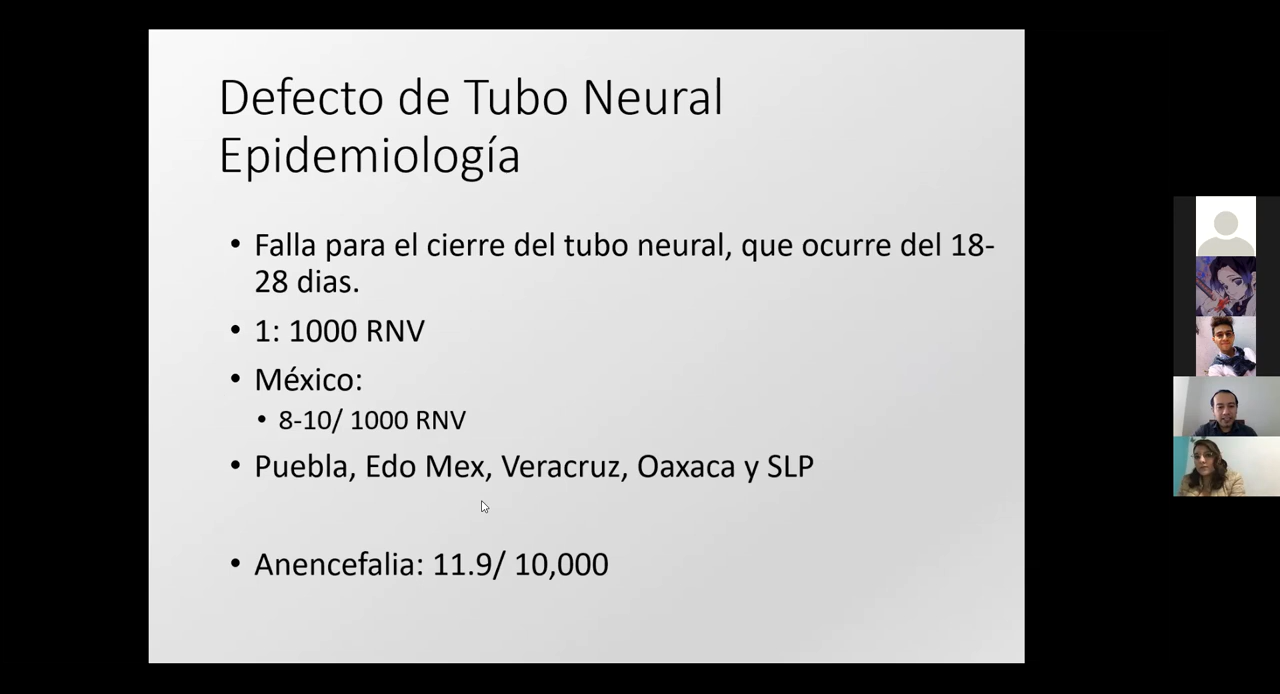 Defecto de Tubo Neural
Epidemiología
• Falla para el cierre del tubo neural, que ocurre del 18-
28 dias.
• 1: 1000 RNV
• México:
• 8-10/ 1000 RNV
• Puebla, Edo Mex, Veracruz, Oaxaca y SLP
• Anencefalia: 11.9/ 10,000